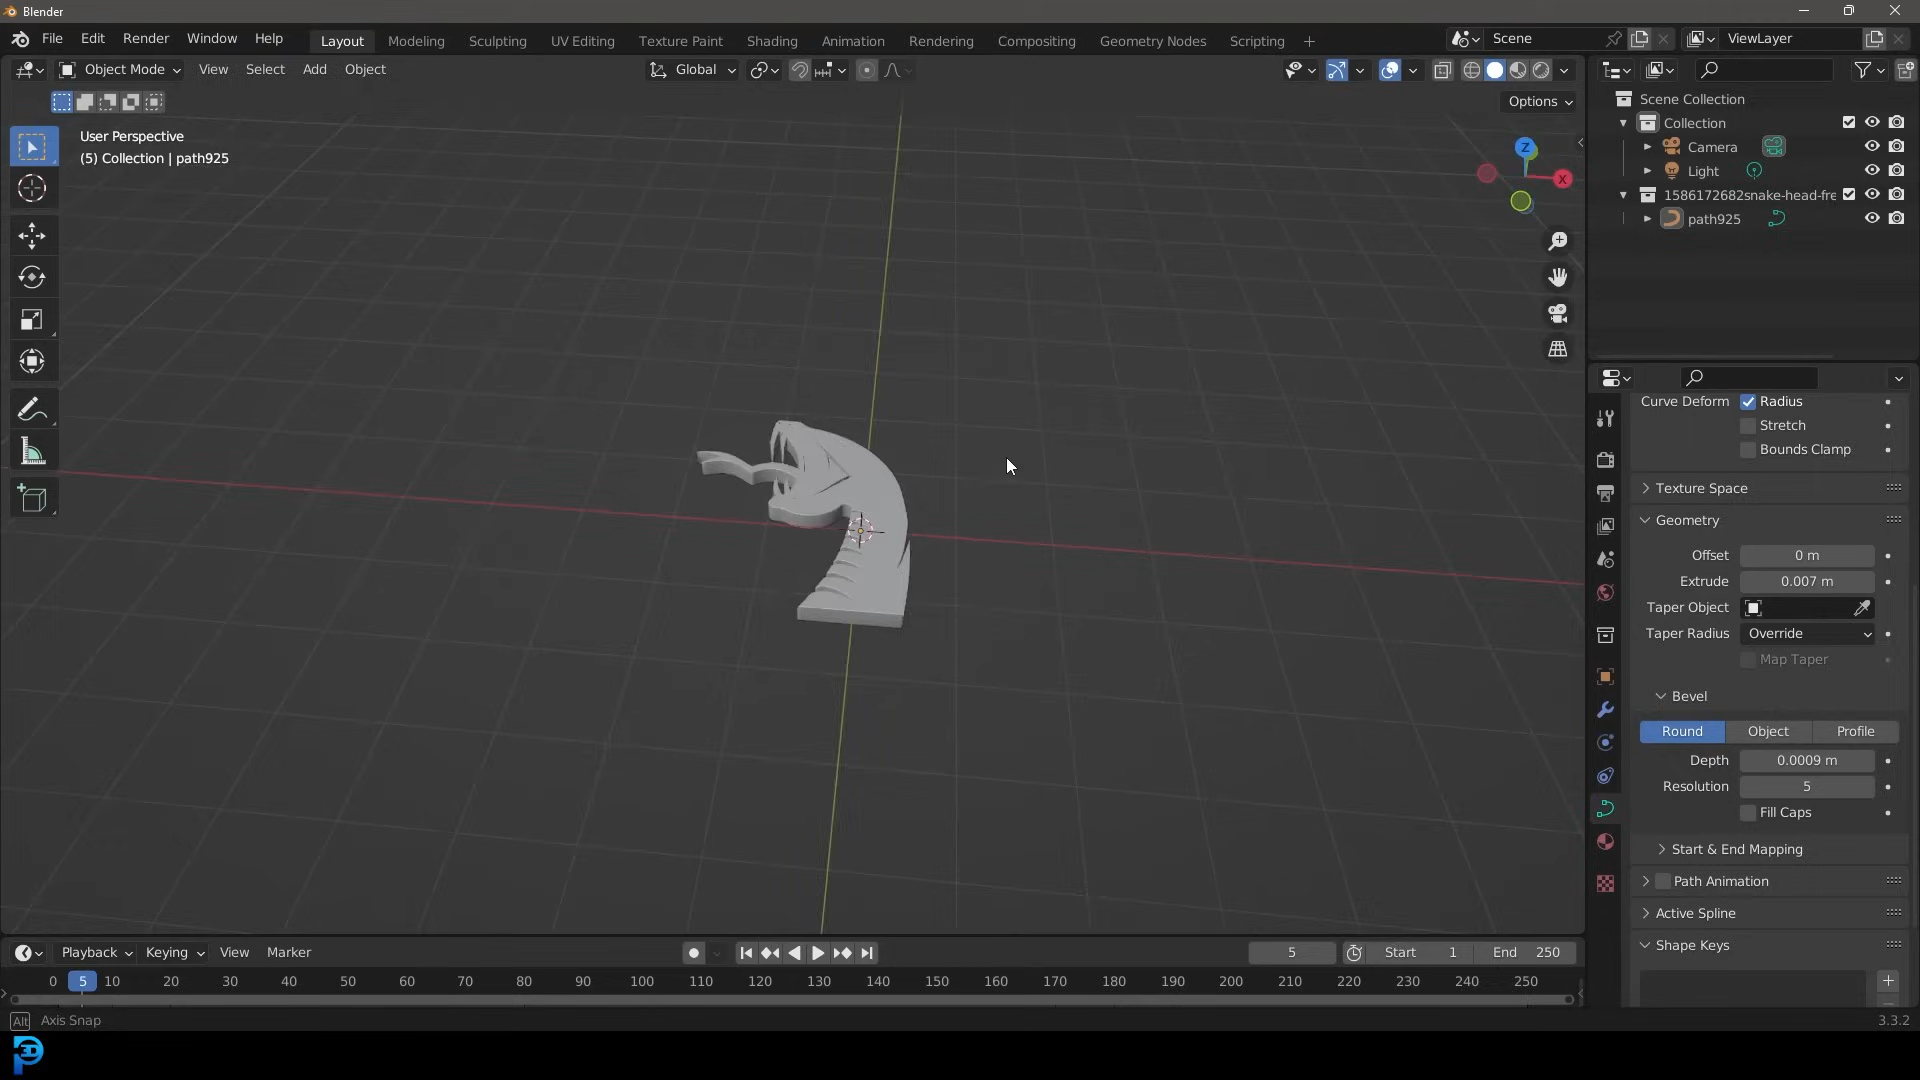 Blender
File Edit Render Window Help
Layout Modeling Sculpting UV Editing Texture Paint Shading Animation Rendering Compositing Geometry Nodes Scripting +
Scene
ViewLayer
Object Mode View Select Add Object
Global
Options
User Perspective
(5) Collection | path925
Z
X
Scene Collection
Collection
Camera
Light
1586172682snake-head-fre
path925
Curve Deform Radius
Stretch
Bounds Clamp
Texture Space
Geometry
Offset 0 m
Extrude 0.007 m
Taper Object
Taper Radius Override
Map Taper
Bevel
Round Object Profile
Depth 0.0009 m
Resolution 5
Fill Caps
Start & End Mapping
Path Animation
Active Spline
Shape Keys
Playback Keying View Marker
5 Start 1 End 250
0 5 10 20 30 40 50 60 70 80 90 100 110 120 130 140 150 160 170 180 190 200 210 220 230 240 250
Alt Axis Snap
3.3.2
3D